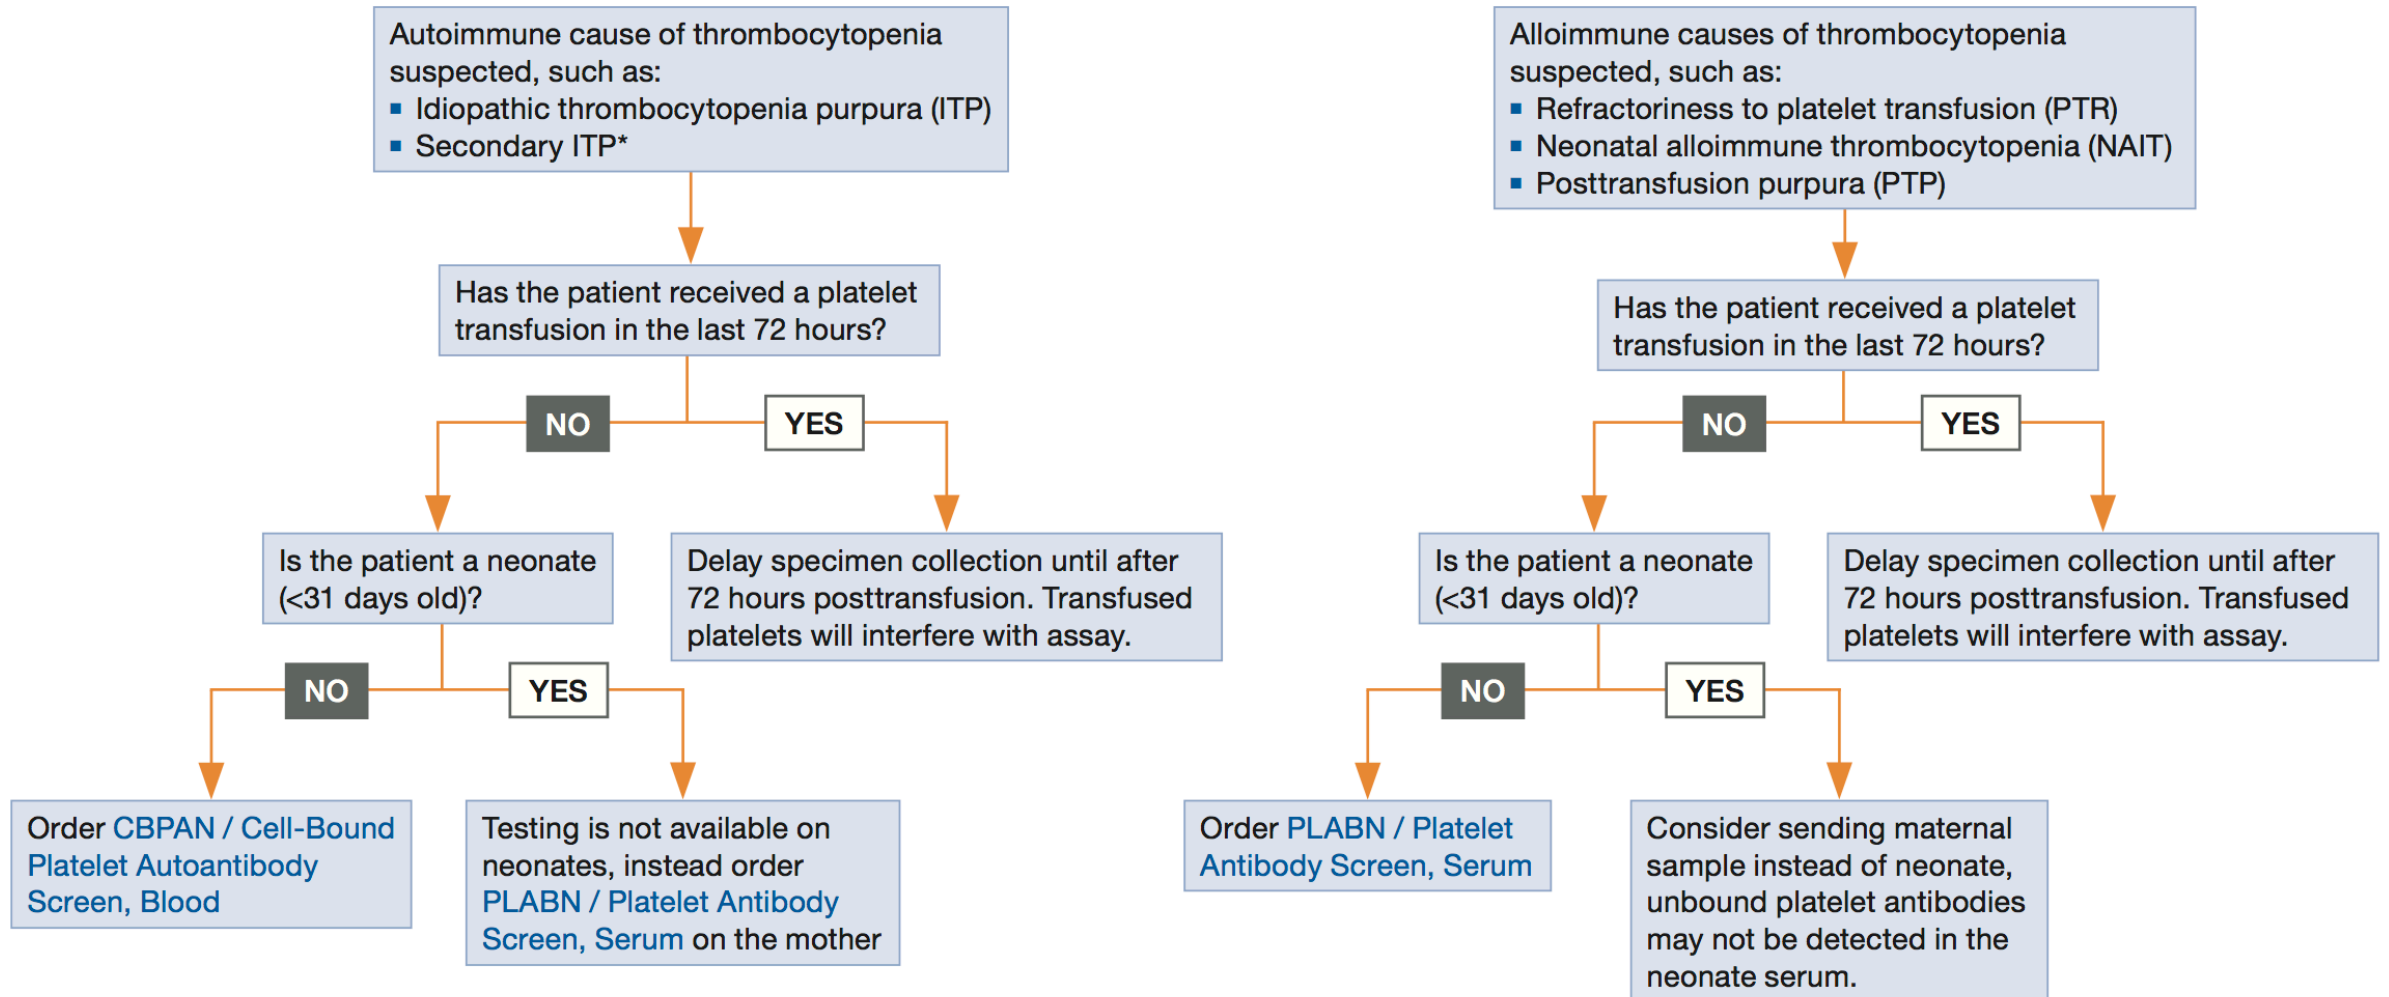 Autoimmune cause of thrombocytopenia
suspected, such as:
▪ Idiopathic thrombocytopenia purpura (ITP)
▪ Secondary ITP*
Has the patient received a platelet
transfusion in the last 72 hours?
NO
YES
Is the patient a neonate
(<31 days old)?
Delay specimen collection until after
72 hours posttransfusion. Transfused
platelets will interfere with assay.
NO
YES
Order CBPAN / Cell-Bound
Platelet Autoantibody
Screen, Blood
Testing is not available on
neonates, instead order
PLABN / Platelet Antibody
Screen, Serum on the mother
Alloimmune causes of thrombocytopenia
suspected, such as:
▪ Refractoriness to platelet transfusion (PTR)
▪ Neonatal alloimmune thrombocytopenia (NAIT)
▪ Posttransfusion purpura (PTP)
Has the patient received a platelet
transfusion in the last 72 hours?
NO
YES
Is the patient a neonate
(<31 days old)?
Delay specimen collection until after
72 hours posttransfusion. Transfused
platelets will interfere with assay.
NO
YES
Order PLABN / Platelet
Antibody Screen, Serum
Consider sending maternal
sample instead of neonate,
unbound platelet antibodies
may not be detected in the
neonate serum.